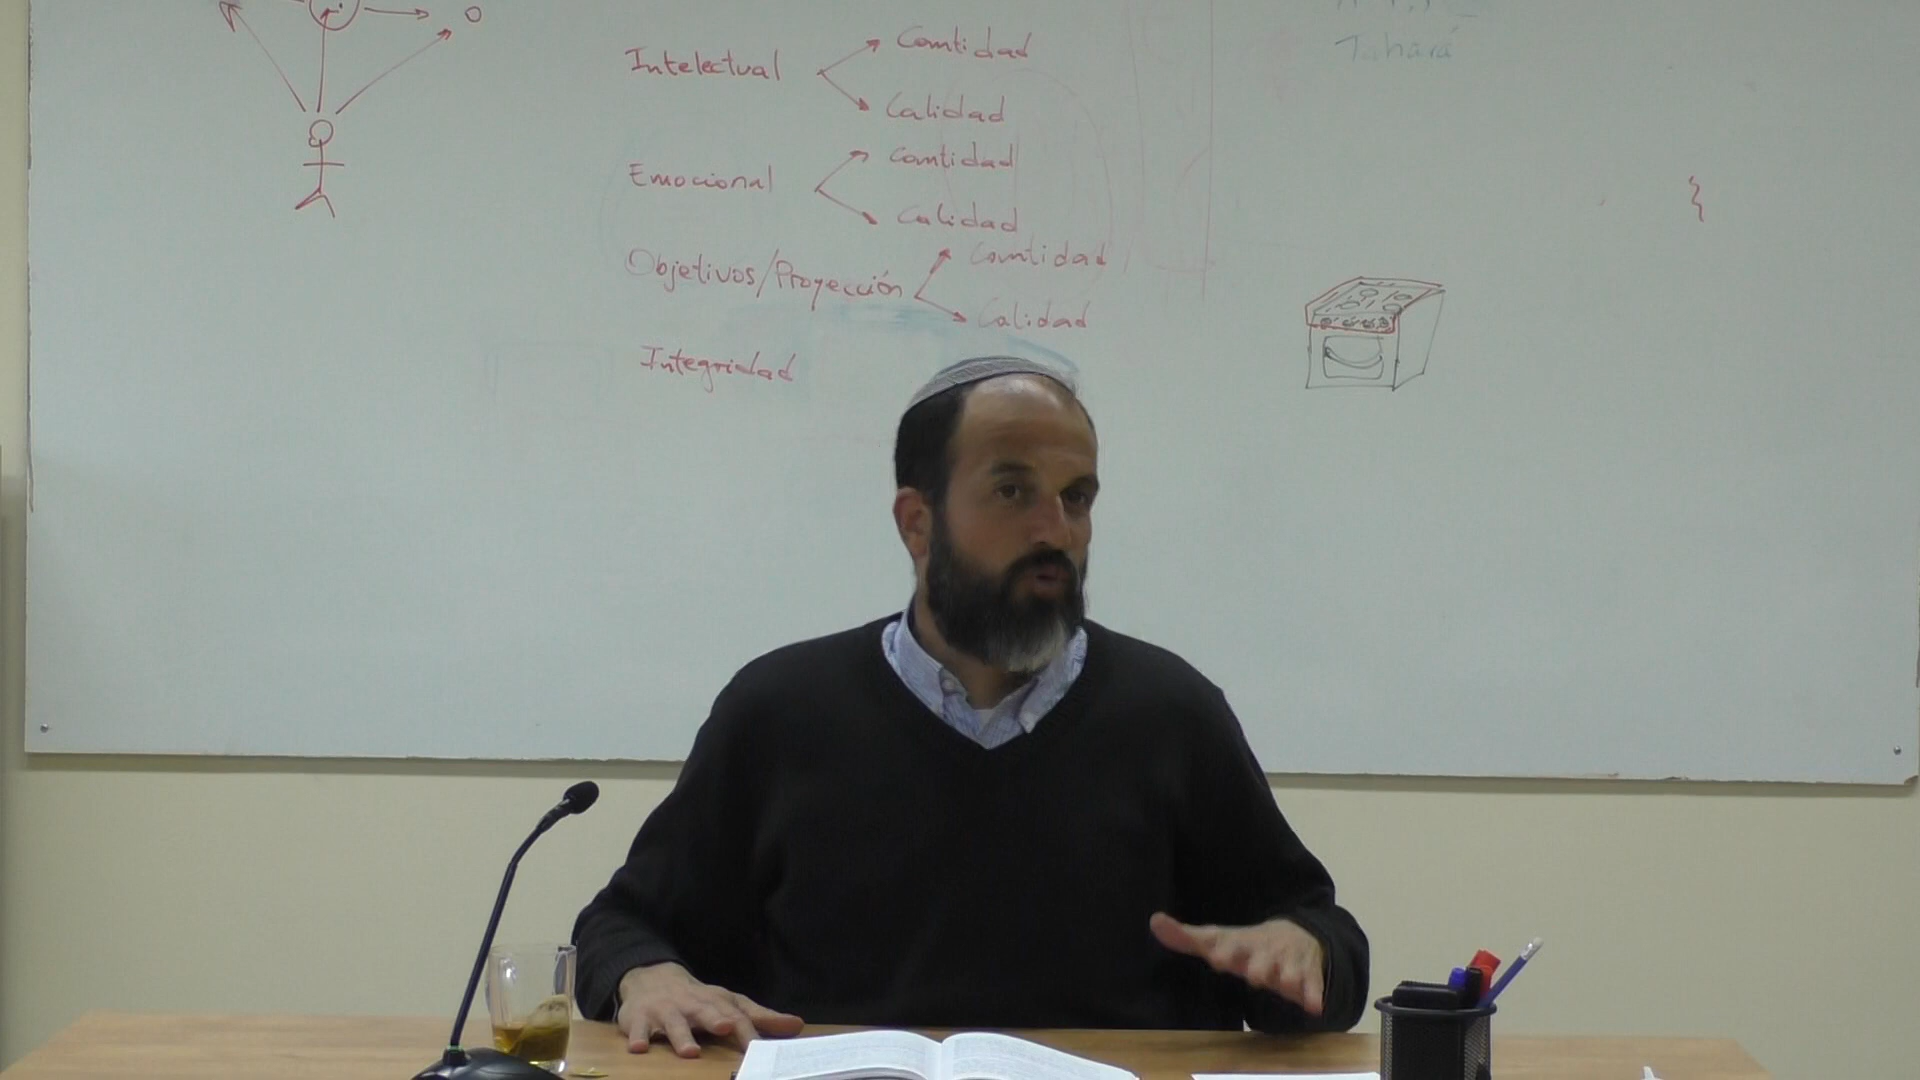 Intelectual
Cantidad
Calidad
Emocional
Cantidad
Calidad
Objetivos/Proyección
Cantidad
Calidad
Integridad
Tahará